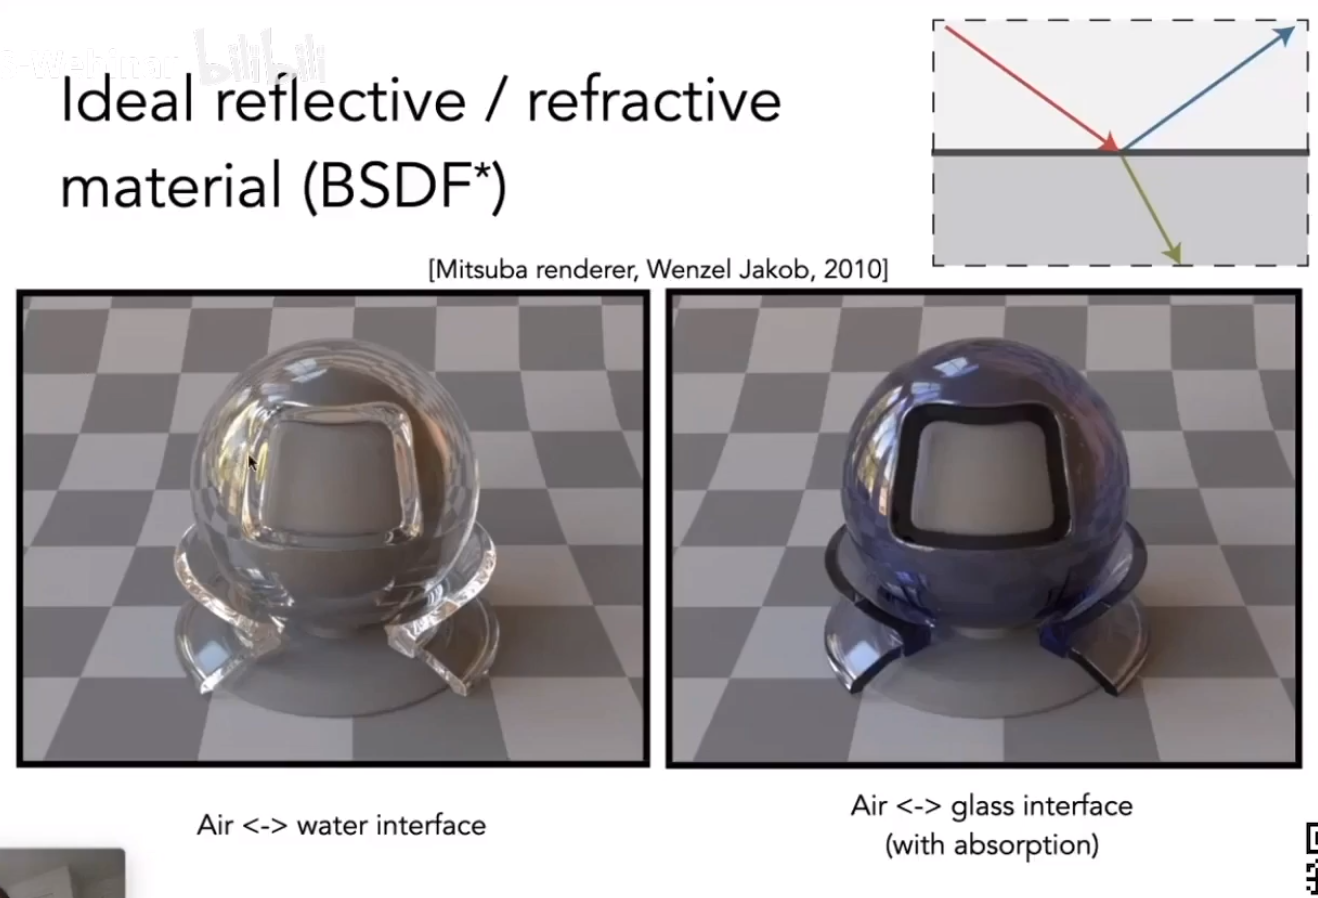 S-Webinar bilibili
Ideal reflective / refractive
material (BSDF*)
[Mitsuba renderer, Wenzel Jakob, 2010]
Air <-> water interface
Air <-> glass interface
(with absorption)